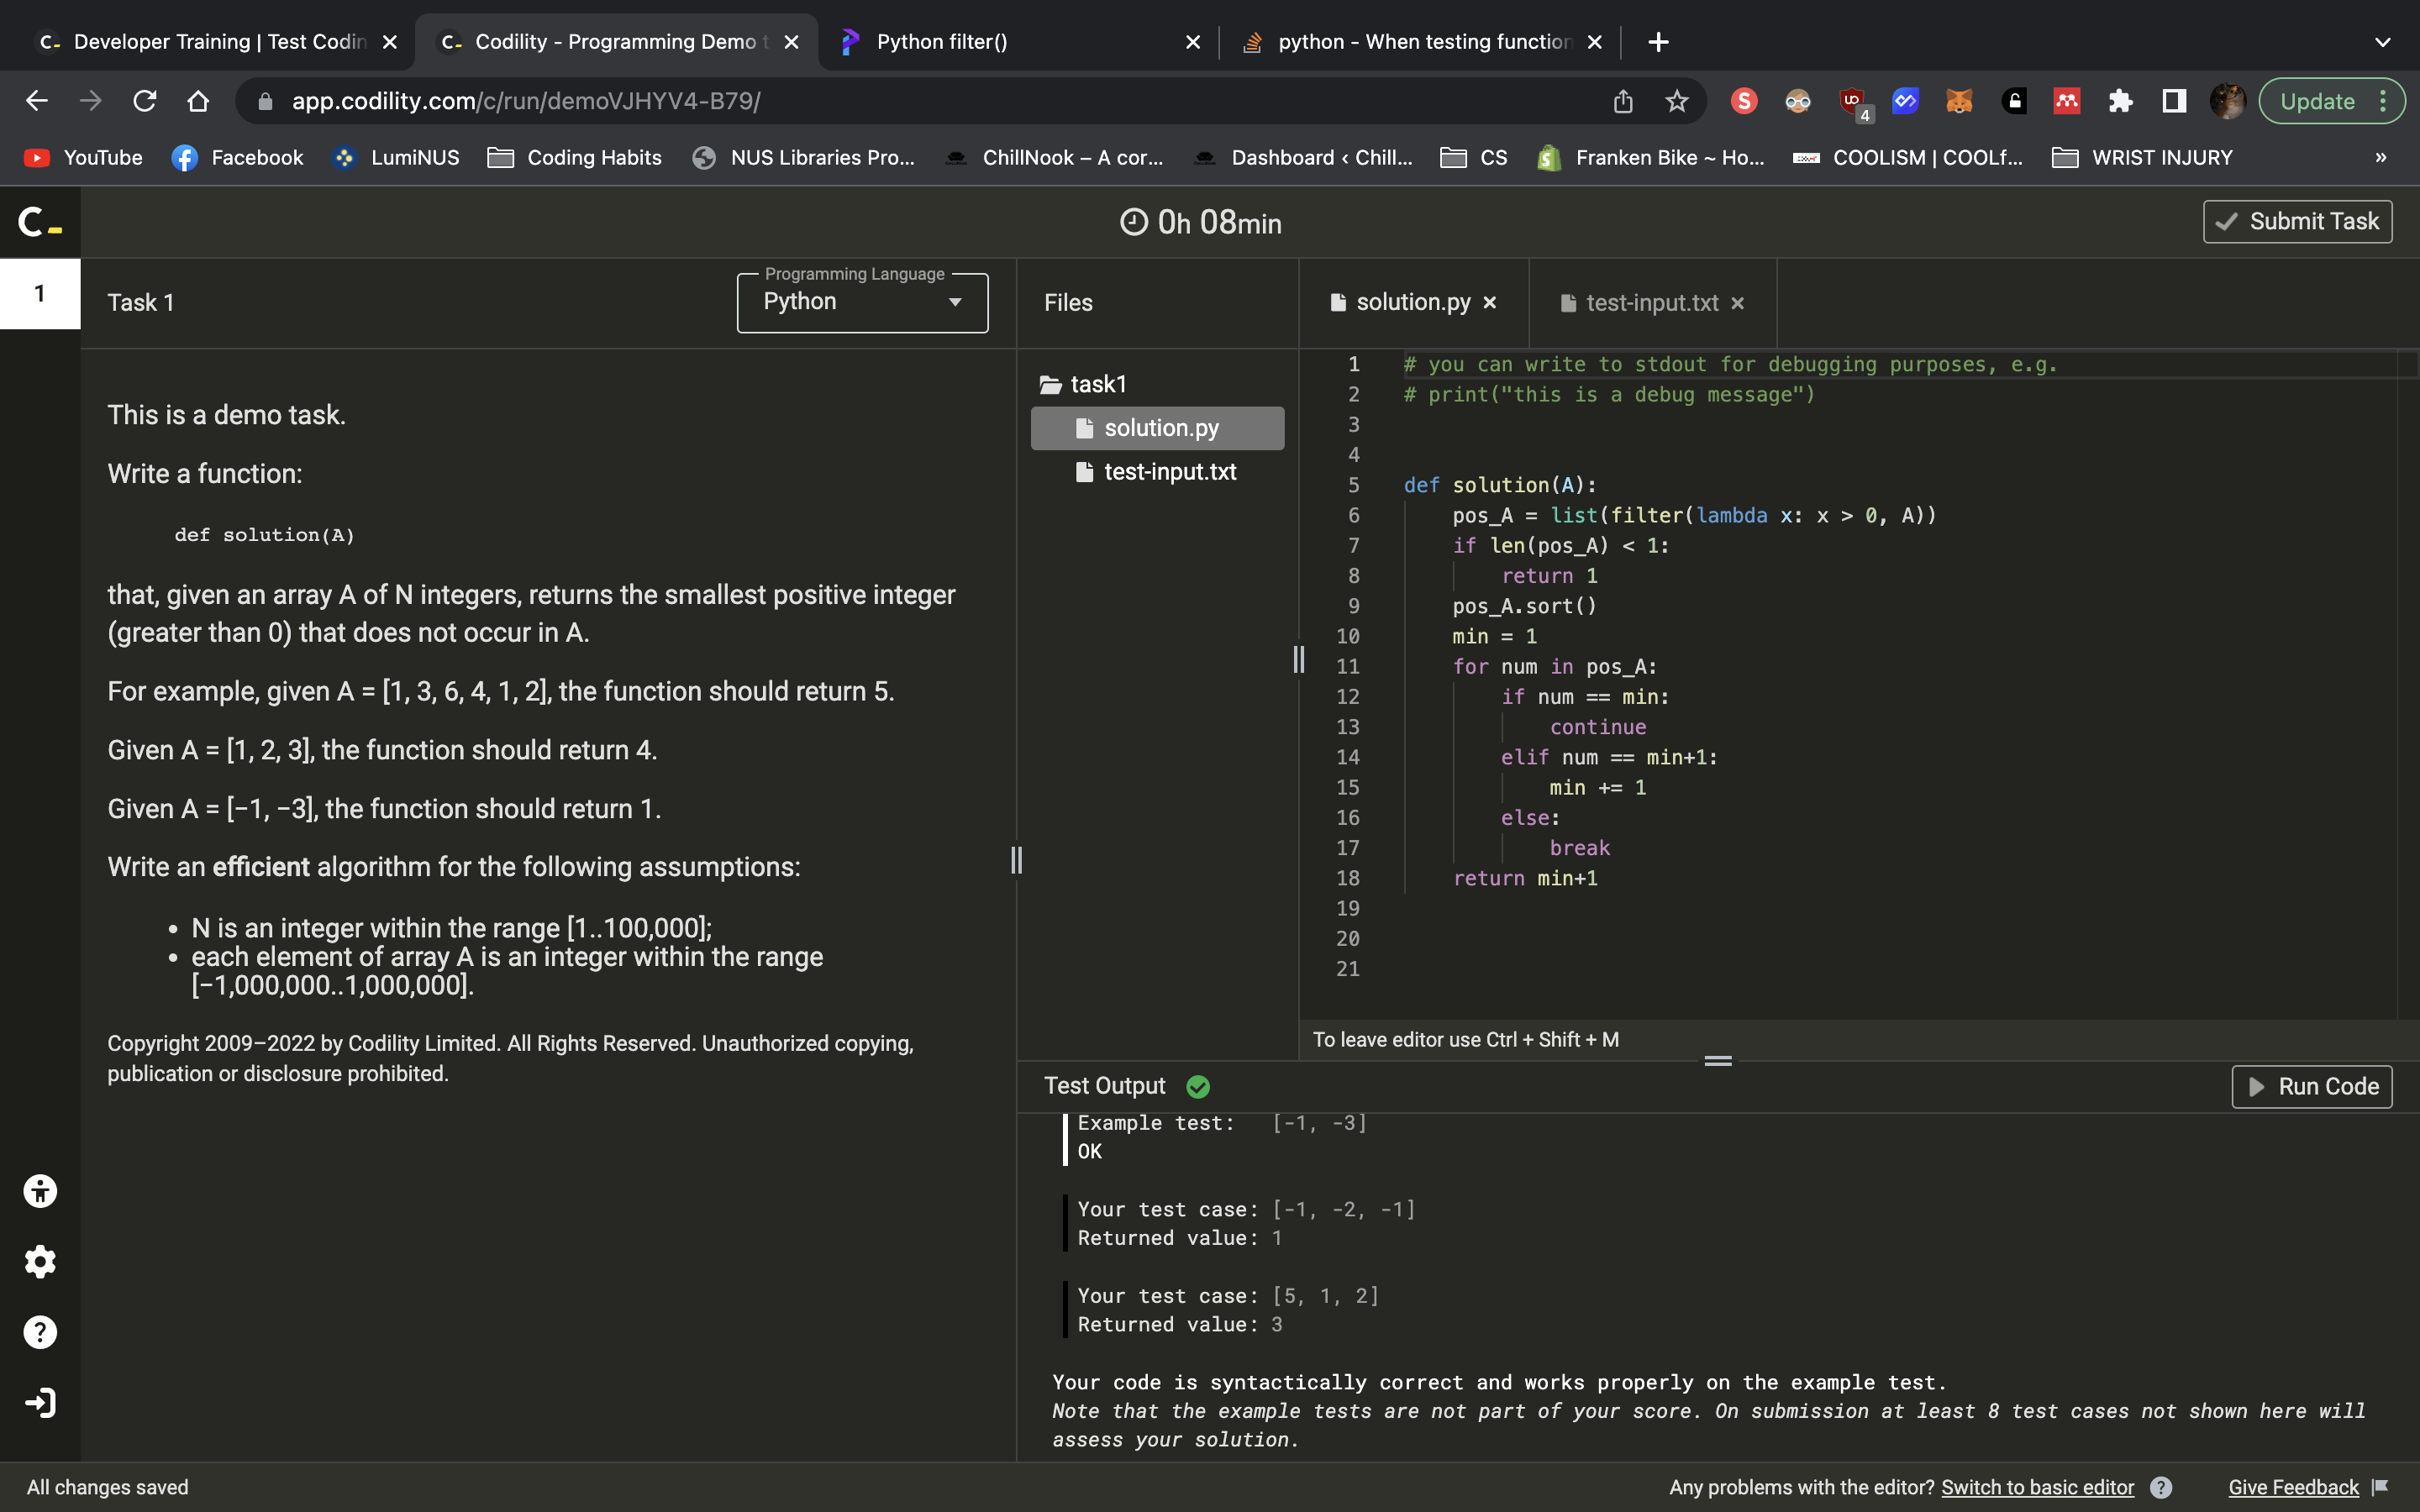 Developer Training | Test Codin
Codility - Programming Demo t
Python filter()
python - When testing function
app.codility.com/c/run/demoVJHYV4-B79/
4
Update
YouTube
Facebook
LumiNUS
Coding Habits
NUS Libraries Pro...
ChillNook – A cor...
Dashboard ‹ Chill...
CS
Franken Bike ~ Ho...
COOLISM | COOLf...
WRIST INJURY
»
0h 08min
Submit Task
1
Task 1
Programming Language
Python
This is a demo task.
Write a function:
def solution(A)
that, given an array A of N integers, returns the smallest positive integer
(greater than 0) that does not occur in A.
For example, given A = [1, 3, 6, 4, 1, 2], the function should return 5.
Given A = [1, 2, 3], the function should return 4.
Given A = [−1, −3], the function should return 1.
Write an efficient algorithm for the following assumptions:
• N is an integer within the range [1..100,000];
• each element of array A is an integer within the range
[−1,000,000..1,000,000].
Copyright 2009–2022 by Codility Limited. All Rights Reserved. Unauthorized copying,
publication or disclosure prohibited.
Files
task1
solution.py
test-input.txt
solution.py
test-input.txt
1 # you can write to stdout for debugging purposes, e.g.
2 # print("this is a debug message")
3
4
5 def solution(A):
6     pos_A = list(filter(lambda x: x > 0, A))
7     if len(pos_A) < 1:
8         return 1
9     pos_A.sort()
10     min = 1
11     for num in pos_A:
12         if num == min:
13             continue
14         elif num == min+1:
15             min += 1
16         else:
17             break
18     return min+1
19
20
21
To leave editor use Ctrl + Shift + M
Test Output
Run Code
Example test:   [-1, -3]
OK
Your test case: [-1, -2, -1]
Returned value: 1
Your test case: [5, 1, 2]
Returned value: 3
Your code is syntactically correct and works properly on the example test.
Note that the example tests are not part of your score. On submission at least 8 test cases not shown here will
assess your solution.
All changes saved
Any problems with the editor? Switch to basic editor
Give Feedback